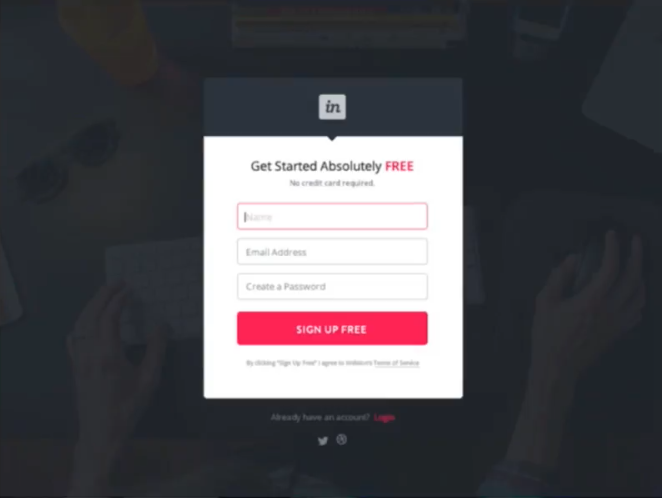 in
Get Started Absolutely FREE
No credit card required.
Name
Email Address
Create a Password
SIGN UP FREE
By clicking "Sign Up Free" I agree to InVision's Terms of Service
Already have an account? Login